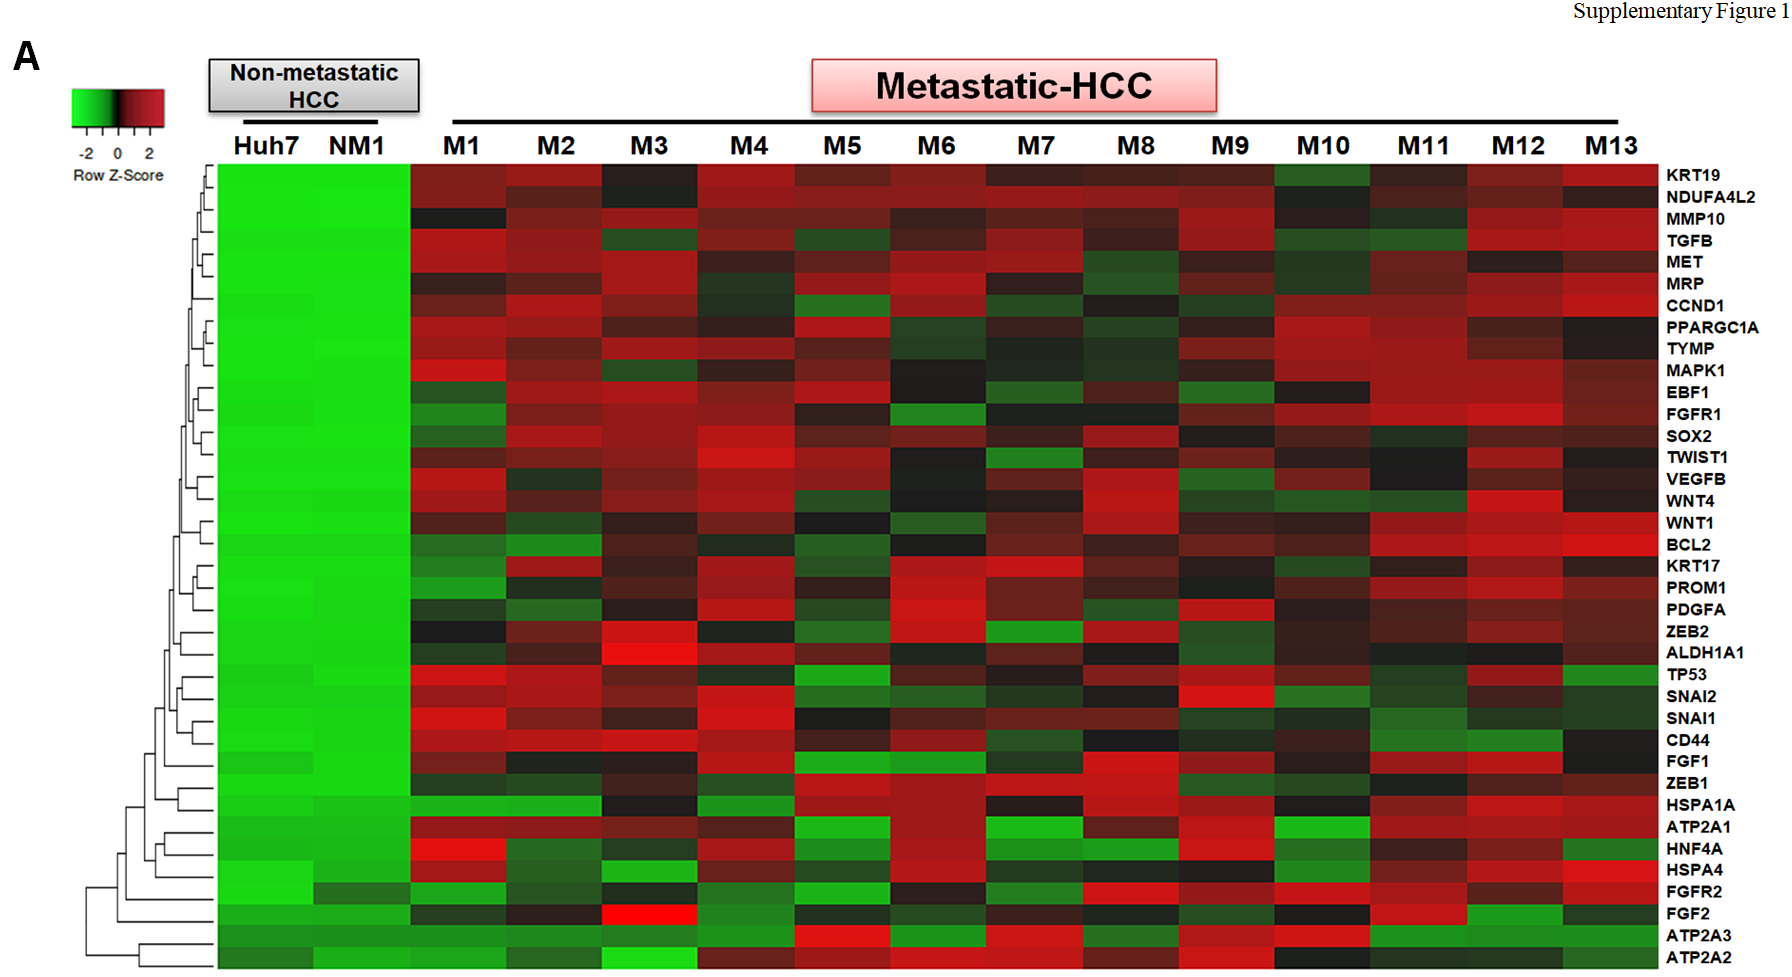 Supplementary Figure 1
A
Non-metastatic
HCC
Metastatic-HCC
-2 0 2
Row Z-Score
Huh7 NM1 M1 M2 M3 M4 M5 M6 M7 M8 M9 M10 M11 M12 M13
KRT19
NDUFA4L2
MMP10
TGFB
MET
MRP
CCND1
PPARGC1A
TYMP
MAPK1
EBF1
FGFR1
SOX2
TWIST1
VEGFB
WNT4
WNT1
BCL2
KRT17
PROM1
PDGFA
ZEB2
ALDH1A1
TP53
SNAI2
SNAI1
CD44
FGF1
ZEB1
HSPA1A
ATP2A1
HNF4A
HSPA4
FGFR2
FGF2
ATP2A3
ATP2A2